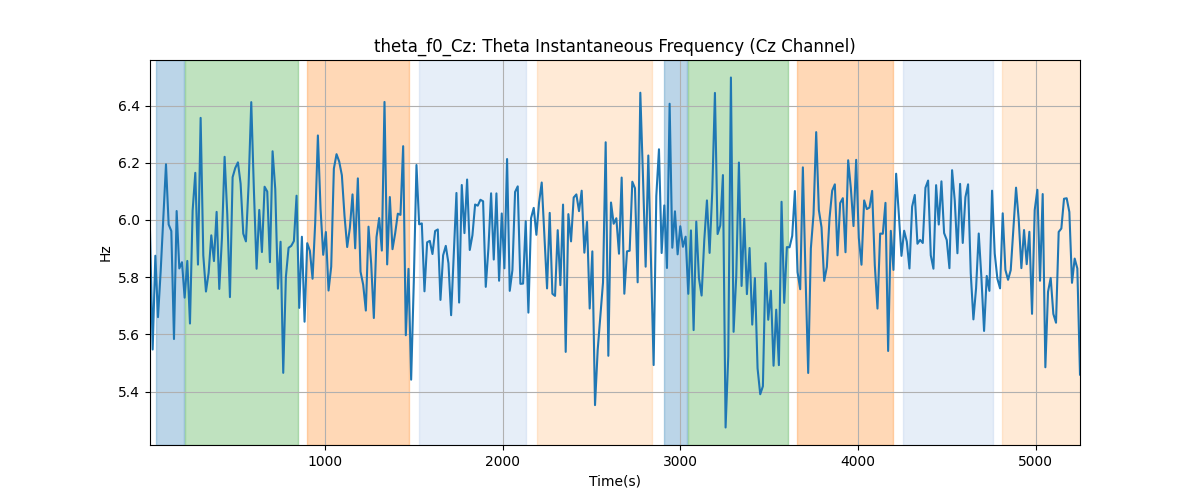 theta_f0_Cz: Theta Instantaneous Frequency (Cz Channel)
Hz
6.4
6.2
6.0
5.8
5.6
5.4
1000 2000 3000 4000 5000
Time(s)